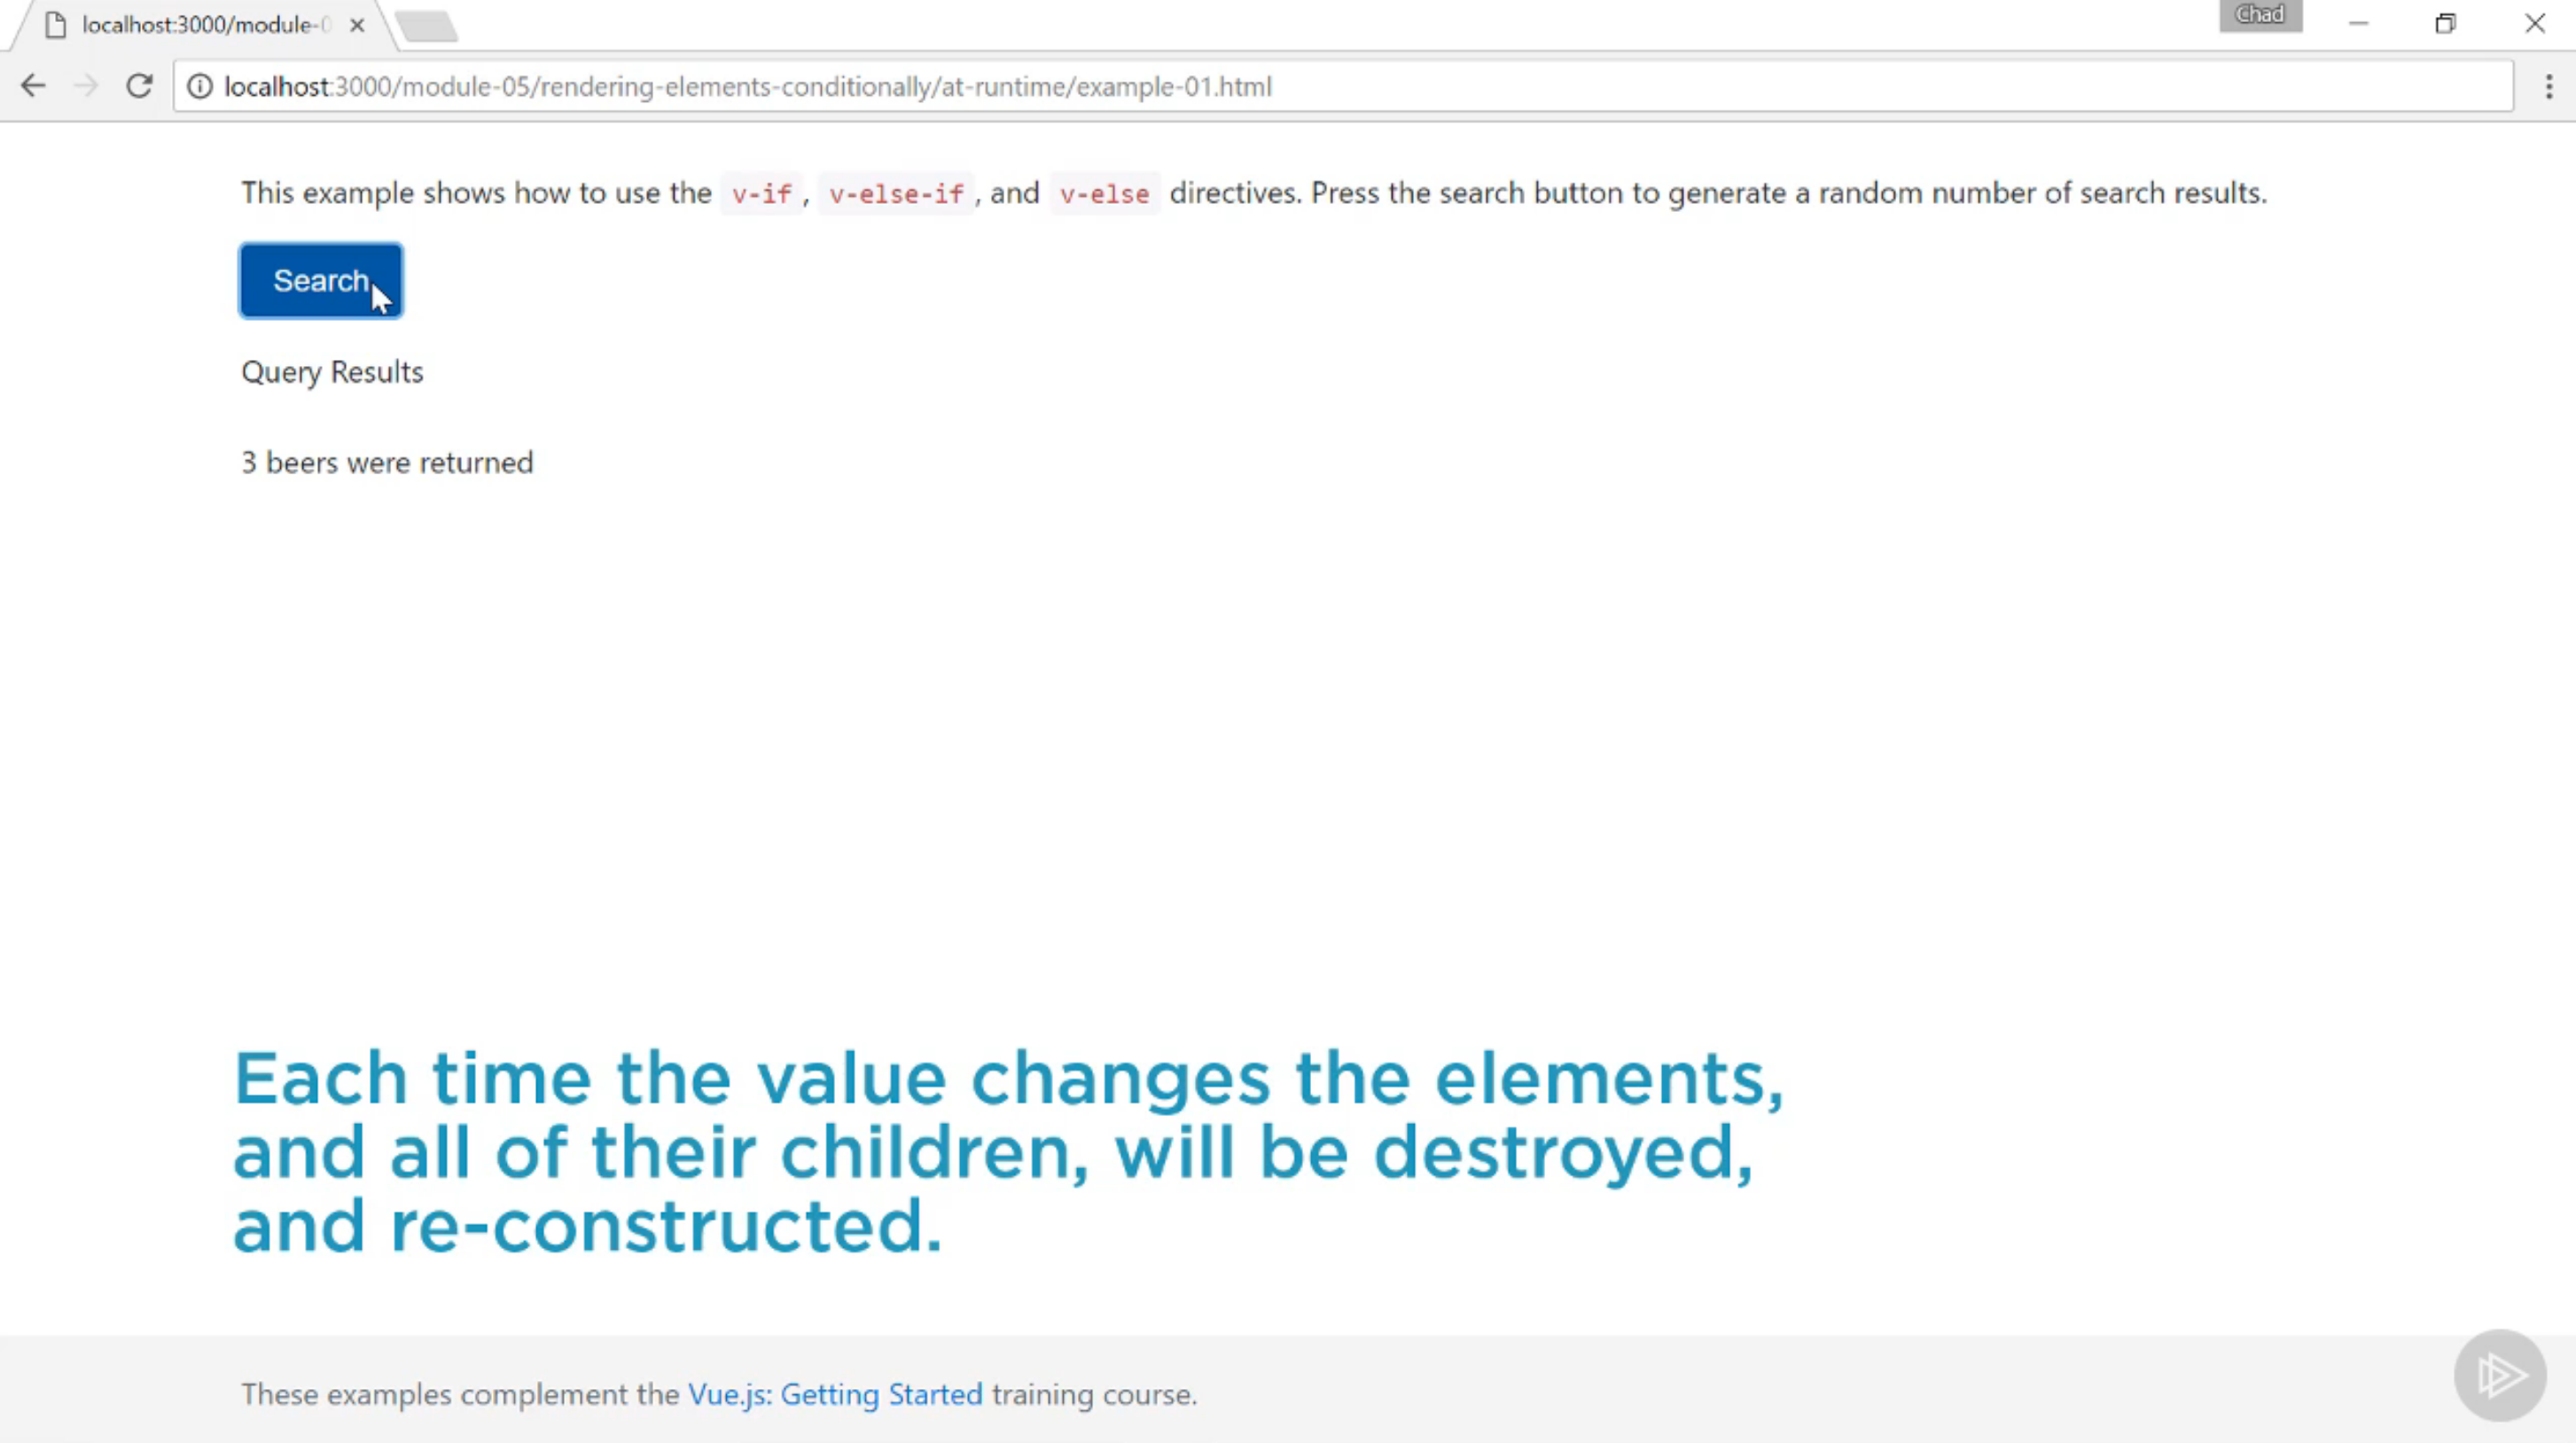 localhost:3000/module-0
Chad
localhost:3000/module-05/rendering-elements-conditionally/at-runtime/example-01.html
This example shows how to use the v-if, v-else-if, and v-else directives. Press the search button to generate a random number of search results.
Search
Query Results
3 beers were returned
Each time the value changes the elements,
and all of their children, will be destroyed,
and re-constructed.
These examples complement the Vue.js: Getting Started training course.